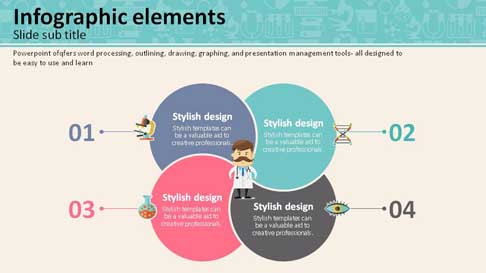 Infographic elements
Slide sub title
Powerpoint ofqfers word processing, outlining, drawing, graphing, and presentation management tools- all designed to
be easy to use and learn
01
Stylish design
Stylish templates can
be a valuable aid to
creative professionals.
Stylish design
Stylish templates can
be a valuable aid to
creative professionals.
02
03
Stylish design
Stylish templates can
be a valuable aid to
creative professionals.
Stylish design
Stylish templates can
be a valuable aid to
creative professionals.
04